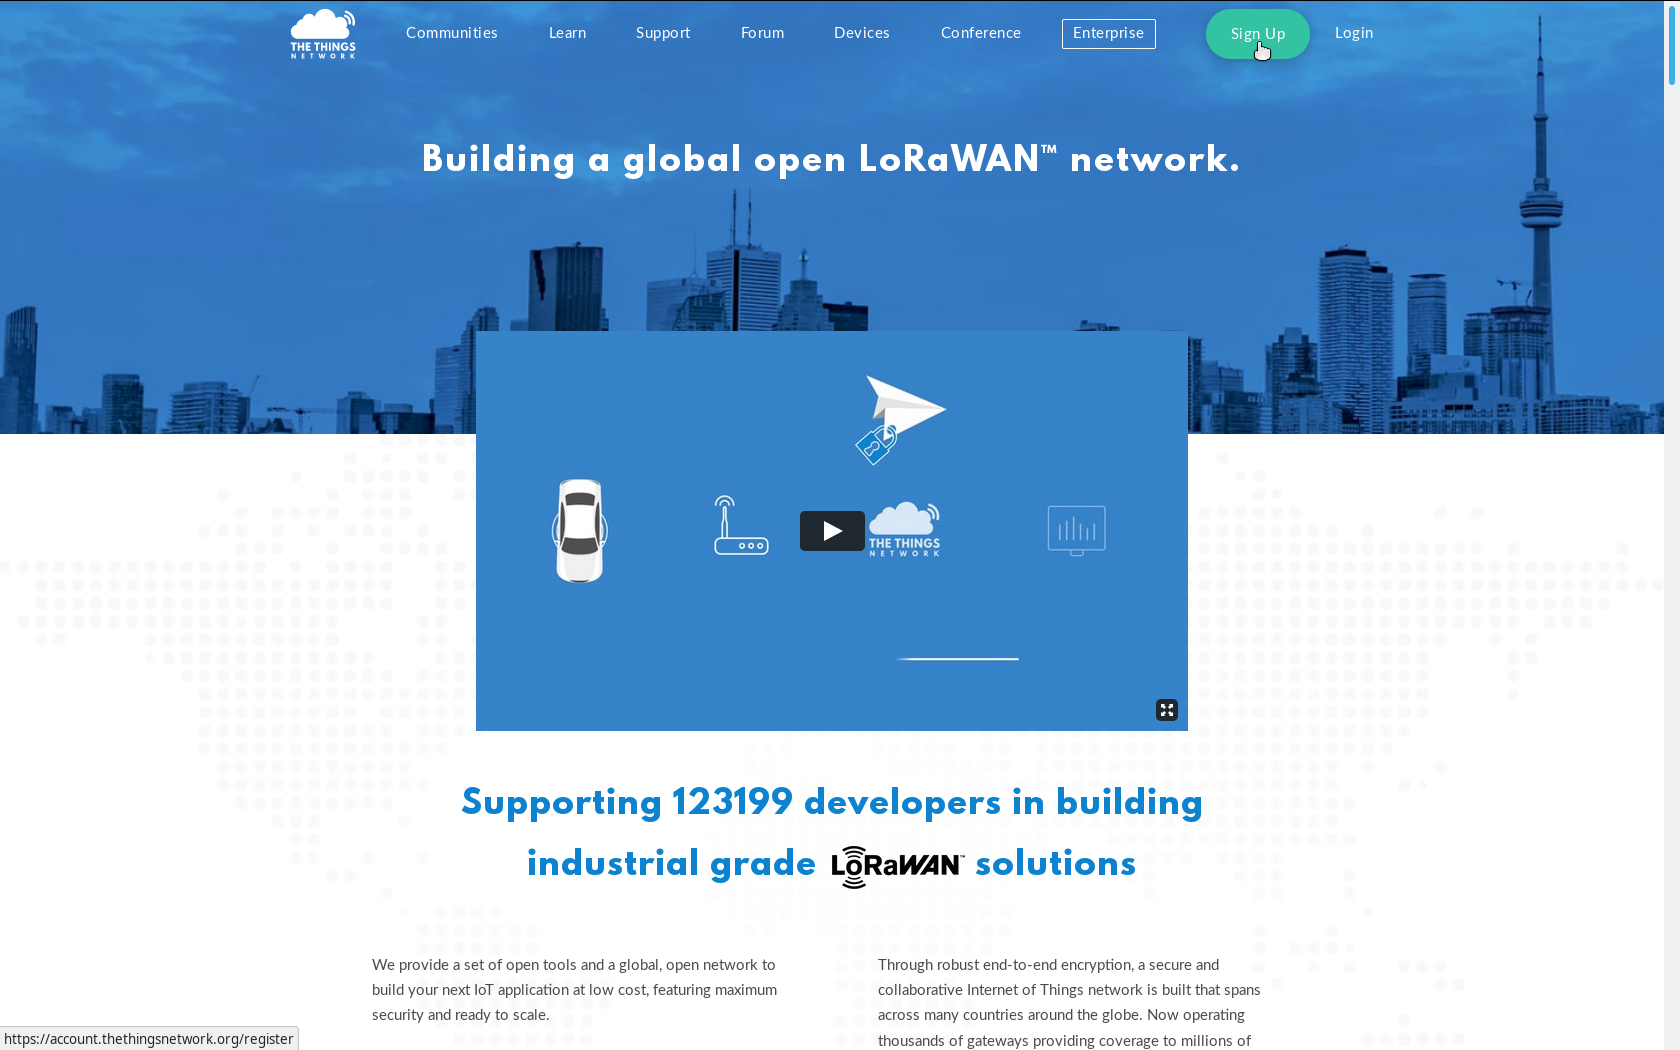 THE THINGS
NETWORK
Communities
Learn
Support
Forum
Devices
Conference
Enterprise
Sign Up
Login
Building a global open LoRaWAN™ network.
THE THINGS
NETWORK
Supporting 123199 developers in building
industrial grade LoRaWAN™ solutions
We provide a set of open tools and a global, open network to
build your next IoT application at low cost, featuring maximum
security and ready to scale.
Through robust end-to-end encryption, a secure and
collaborative Internet of Things network is built that spans
across many countries around the globe. Now operating
thousands of gateways providing coverage to millions of
https://account.thethingsnetwork.org/register